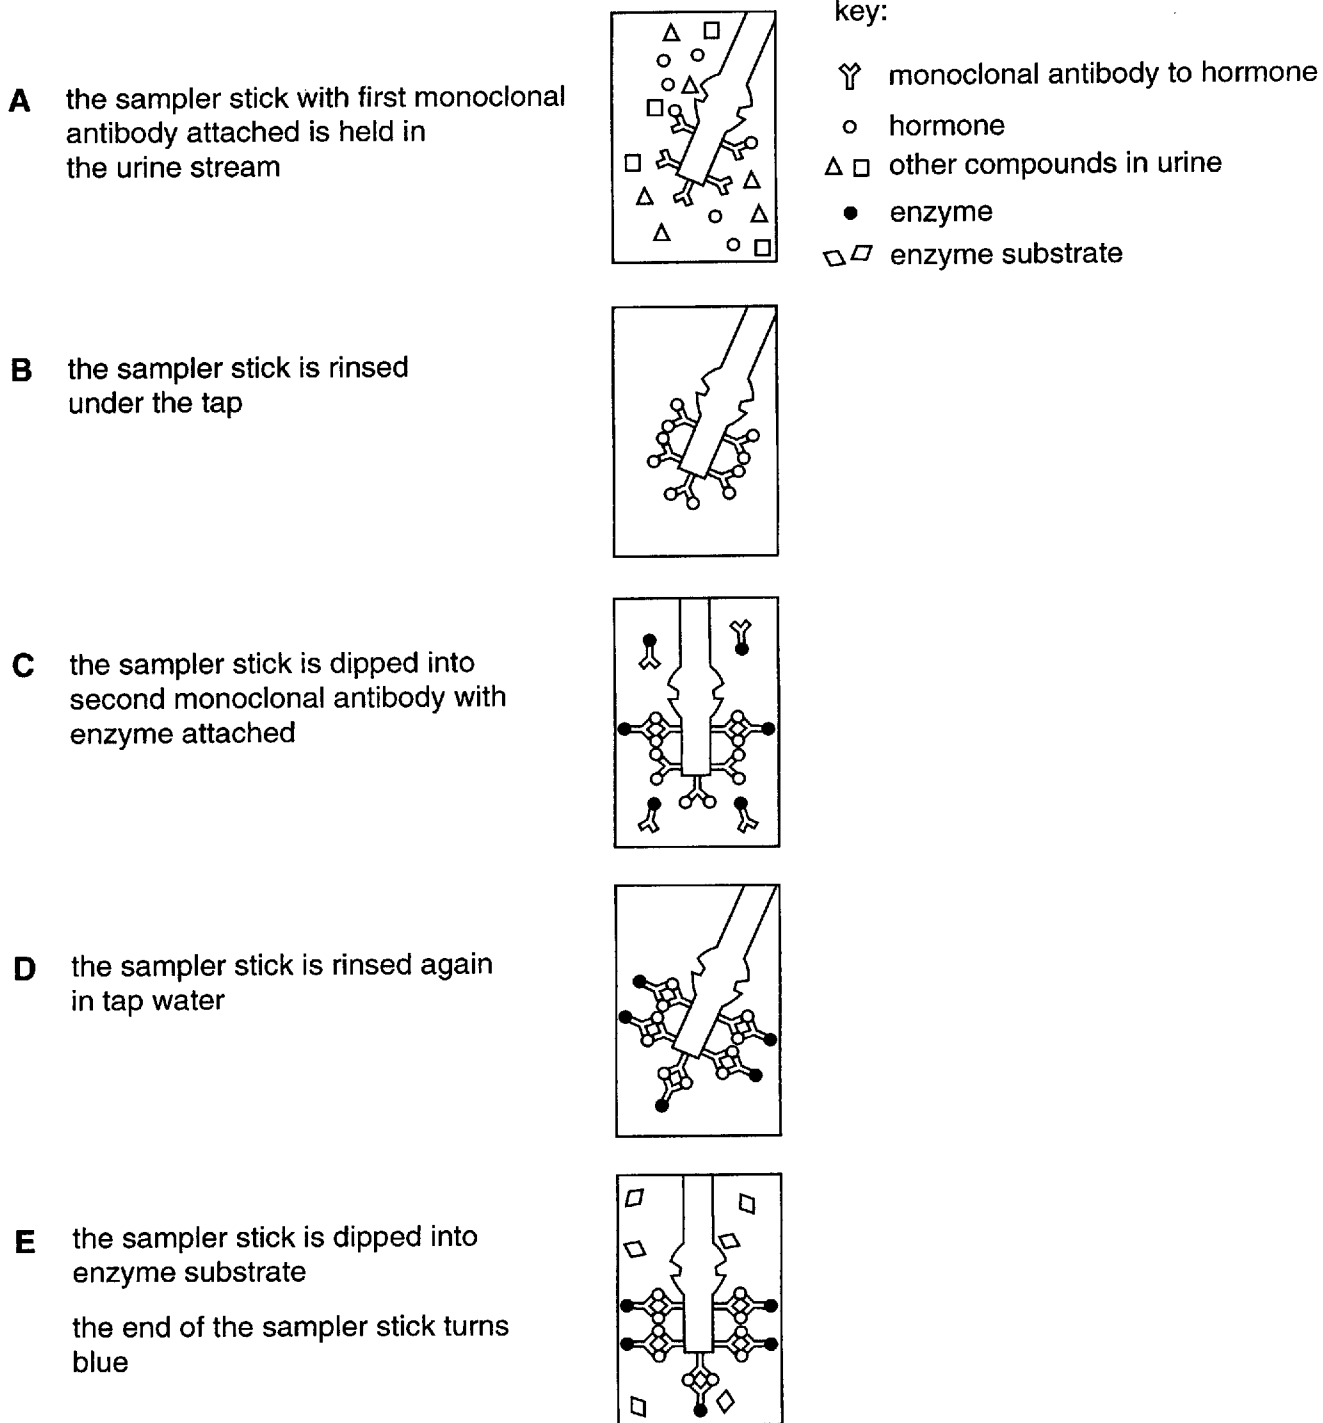 key:
monoclonal antibody to hormone
hormone
other compounds in urine
enzyme
enzyme substrate
A the sampler stick with first monoclonal
antibody attached is held in
the urine stream
B the sampler stick is rinsed
under the tap
C the sampler stick is dipped into
second monoclonal antibody with
enzyme attached
D the sampler stick is rinsed again
in tap water
E the sampler stick is dipped into
enzyme substrate
the end of the sampler stick turns
blue